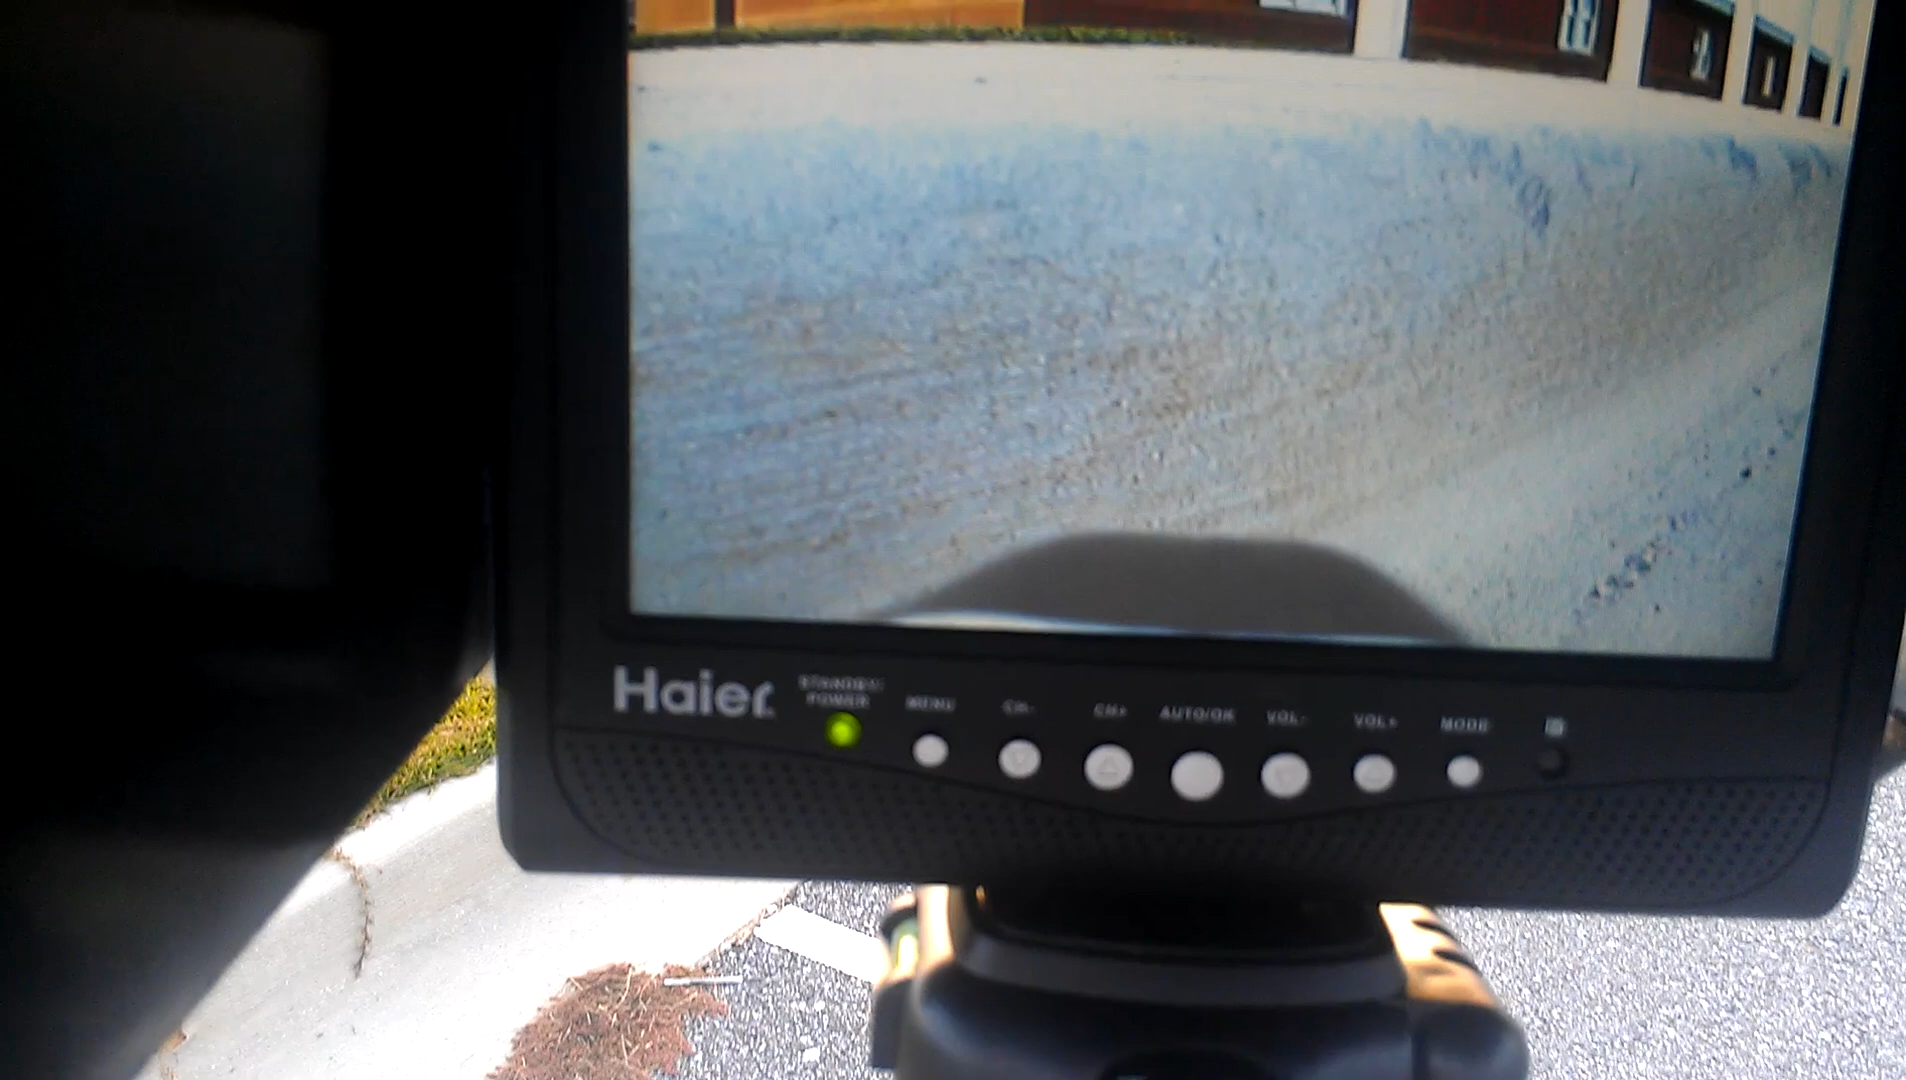 Haier
STANDBY/
POWER
MENU
CH-
CH+
AUTO/OK
VOL-
VOL+
MODE